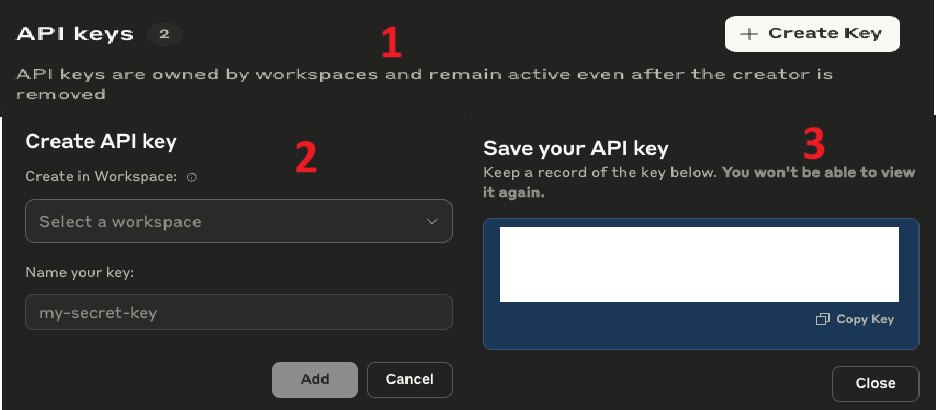 API keys 2
1
+ Create Key
API keys are owned by workspaces and remain active even after the creator is
removed
Create API key
2
Create in Workspace:
Select a workspace
Name your key:
my-secret-key
Add
Cancel
3
Save your API key
Keep a record of the key below. You won't be able to view
it again.
Copy Key
Close